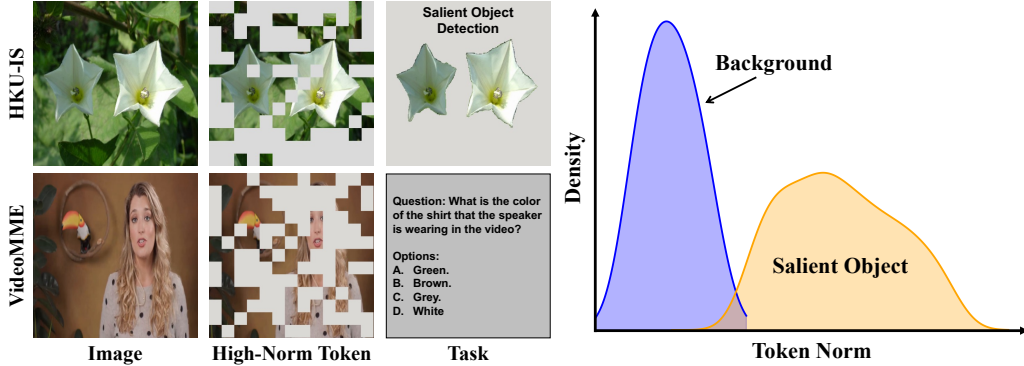 HKU-IS
Salient Object
Detection
VideoMME
Question: What is the color
of the shirt that the speaker
is wearing in the video?
Options:
A. Green.
B. Brown.
C. Grey.
D. White
Image
High-Norm Token
Task
Density
Background
Salient Object
Token Norm